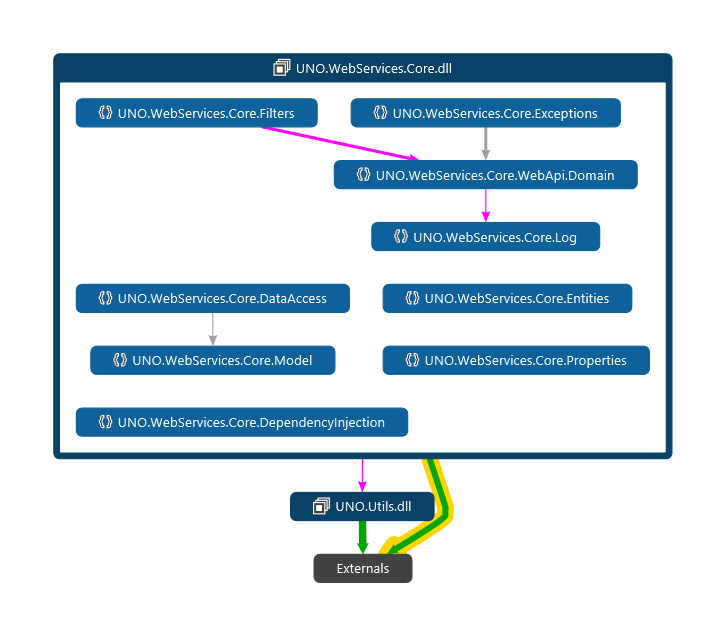 UNO.WebServices.Core.dll
UNO.WebServices.Core.Filters
UNO.WebServices.Core.Exceptions
UNO.WebServices.Core.WebApi.Domain
UNO.WebServices.Core.Log
UNO.WebServices.Core.DataAccess
UNO.WebServices.Core.Entities
UNO.WebServices.Core.Model
UNO.WebServices.Core.Properties
UNO.WebServices.Core.DependencyInjection
UNO.Utils.dll
Externals